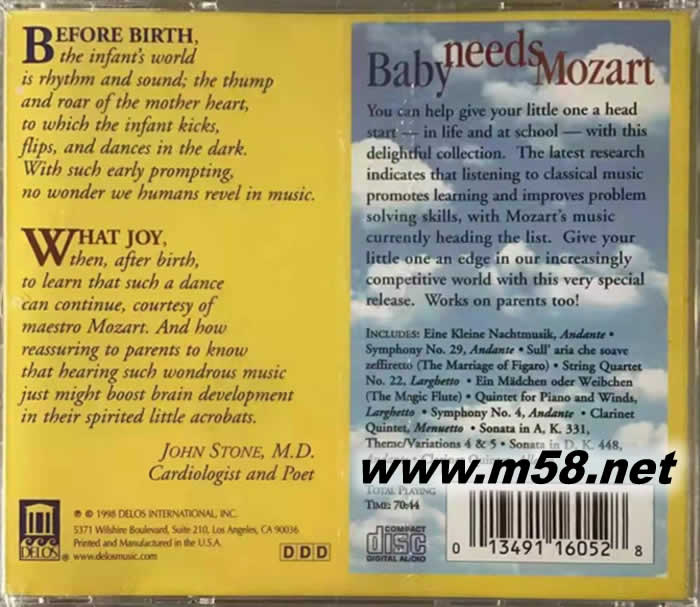 BEFORE BIRTH,
the infant's world
is rhythm and sound; the thump
and roar of the mother heart,
to which the infant kicks,
flips, and dances in the dark.
With such early prompting,
no wonder we humans revel in music.
WHAT JOY,
then, after birth,
to learn that such a dance
can continue, courtesy of
maestro Mozart. And how
reassuring to parents to know
that hearing such wondrous music
just might boost brain development
in their spirited little acrobats.
JOHN STONE, M.D.
Cardiologist and Poet
DELOS
℗ © 1998 DELOS INTERNATIONAL, INC.
5371 Wilshire Boulevard, Suite 210, Los Angeles, CA 90036
Printed and Manufactured in the U.S.A.
www.delosmusic.com
DDD
Baby needs Mozart
You can help give your little one a head
start — in life and at school — with this
delightful collection. The latest research
indicates that listening to classical music
promotes learning and improves problem
solving skills, with Mozart's music
currently heading the list. Give your
little one an edge in our increasingly
competitive world with this very special
release. Works on parents too!
INCLUDES: Eine Kleine Nachtmusik, Andante •
Symphony No. 29, Andante • Sull' aria che soave
zeffiretto (The Marriage of Figaro) • String Quartet
No. 22, Larghetto • Ein Mädchen oder Weibchen
(The Magic Flute) • Quintet for Piano and Winds,
Larghetto • Symphony No. 4, Andante • Clarinet
Quintet, Menuetto • Sonata in A, K. 331,
Theme/Variations 4 & 5 • Sonata in D, K. 448,
www.m58.net
TOTAL PLAYING
TIME: 70:44
COMPACT
disc
DIGITAL AUDIO
0 13491 16052 8